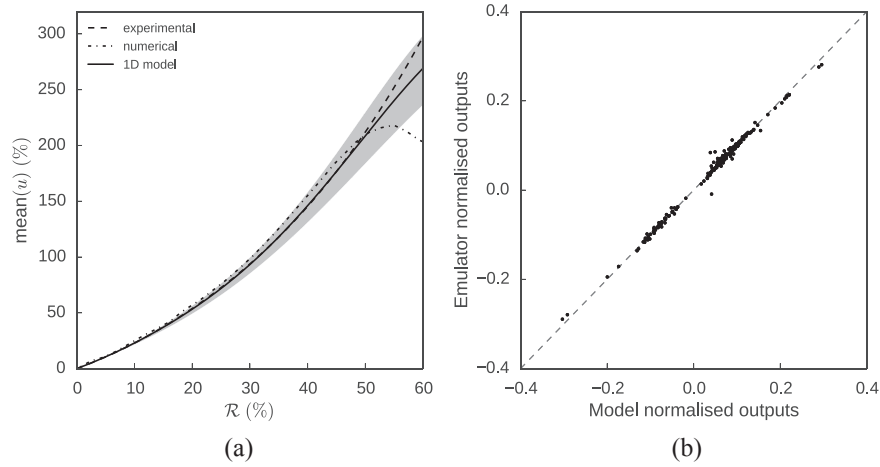 300
250
200
150
100
50
0
mean(u) (%)
experimental
numerical
1D model
0 10 20 30 40 50 60
ℛ (%)
(a)
0.4
0.2
0.0
−0.2
−0.4
Emulator normalised outputs
−0.4 −0.2 0.0 0.2 0.4
Model normalised outputs
(b)